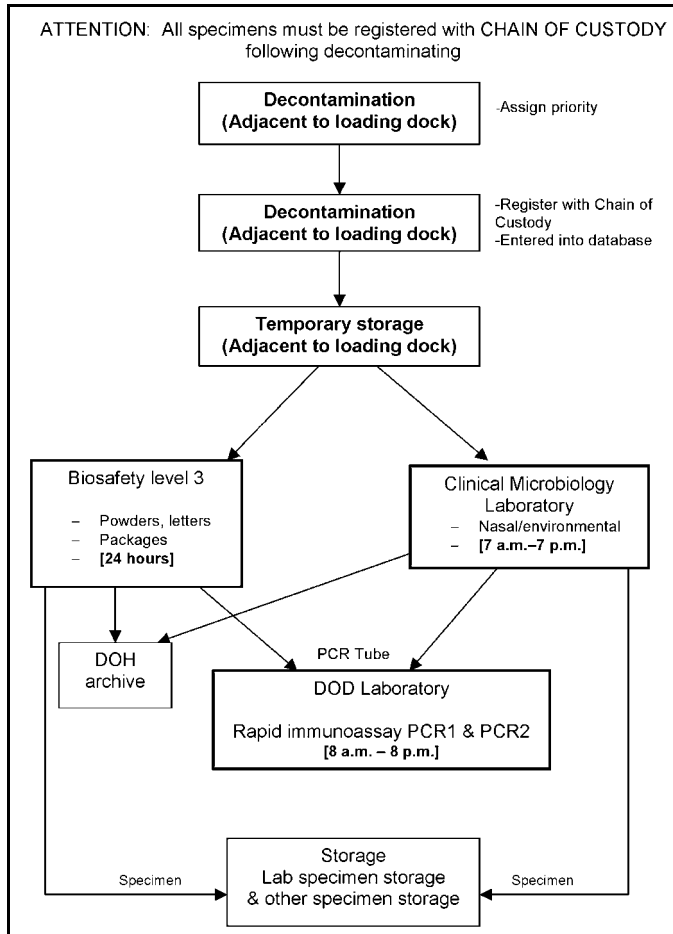 ATTENTION:  All specimens must be registered with CHAIN OF CUSTODY
following decontaminating
Decontamination
(Adjacent to loading dock)
-Assign priority
Decontamination
(Adjacent to loading dock)
-Register with Chain of
Custody
-Entered into database
Temporary storage
(Adjacent to loading dock)
Biosafety level 3
– Powders, letters
– Packages
– [24 hours]
Clinical Microbiology
Laboratory
– Nasal/environmental
– [7 a.m.–7 p.m.]
DOH
archive
PCR Tube
DOD Laboratory
Rapid immunoassay PCR1 & PCR2
[8 a.m. – 8 p.m.]
Specimen
Storage
Lab specimen storage
& other specimen storage
Specimen